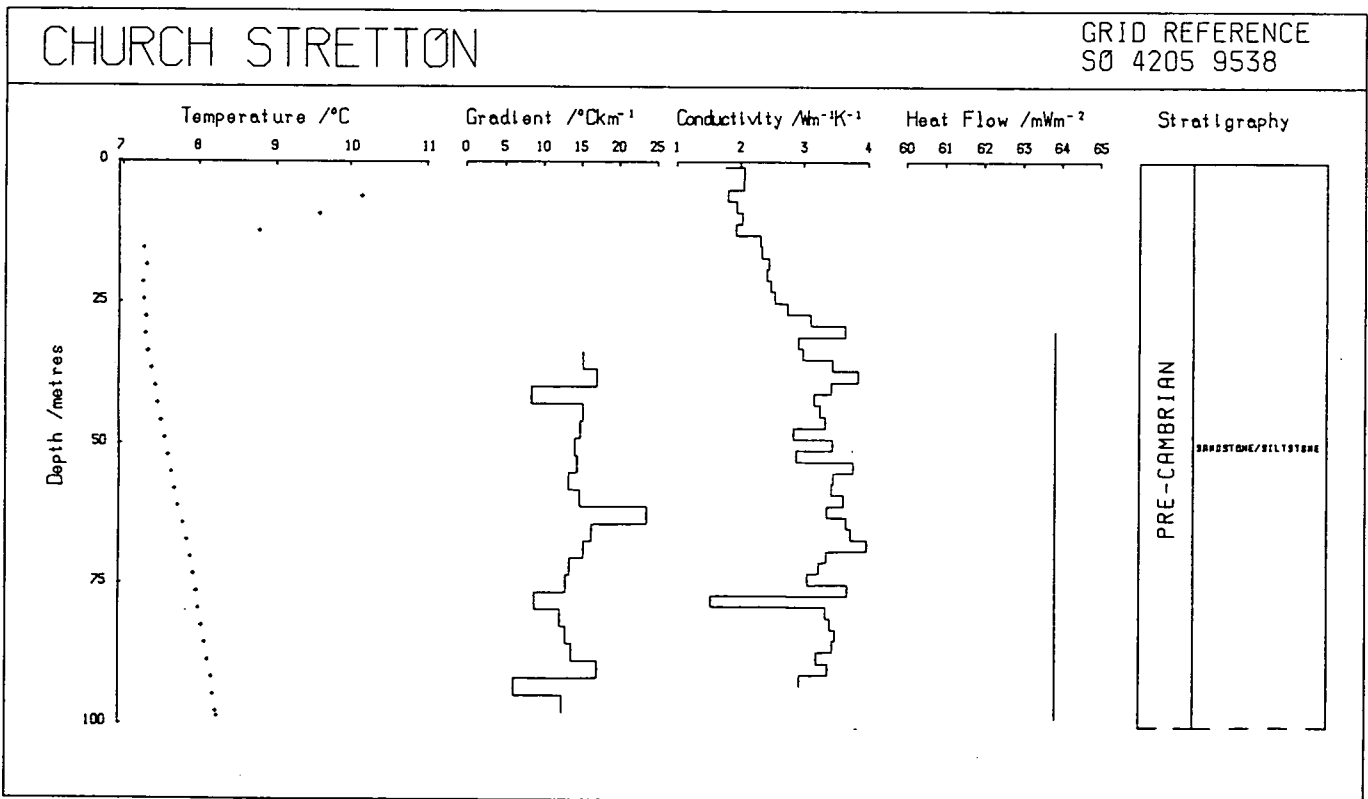 CHURCH STRETTØN
GRID REFERENCE
SØ 4205 9538
Temperature /°C
Gradient /°Ckm⁻¹
Conductivity /Wm⁻¹K⁻¹
Heat Flow /mWm⁻²
Stratigraphy
7 8 9 10 11
0 5 10 15 20 25
1 2 3 4
60 61 62 63 64 65
0
25
50
75
100
Depth /metres
PRE-CAMBRIAN
SANDSTONE/SILTSTONE